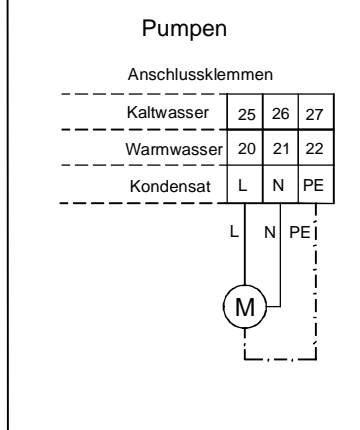 Pumpen
Anschlussklemmen
Kaltwasser 25 26 27
Warmwasser 20 21 22
Kondensat L N PE
L N PE
M